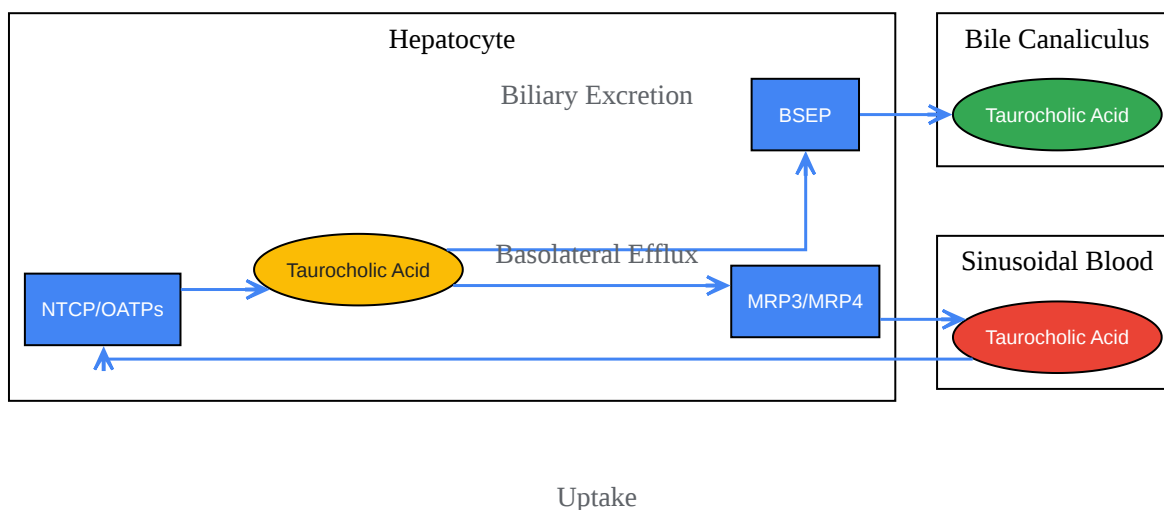 Hepatocyte
Bile Canaliculus
Biliary Excretion
BSEP
Taurocholic Acid
Basolateral Efflux
Sinusoidal Blood
Taurocholic Acid
NTCP/OATPs
MRP3/MRP4
Taurocholic Acid
Uptake